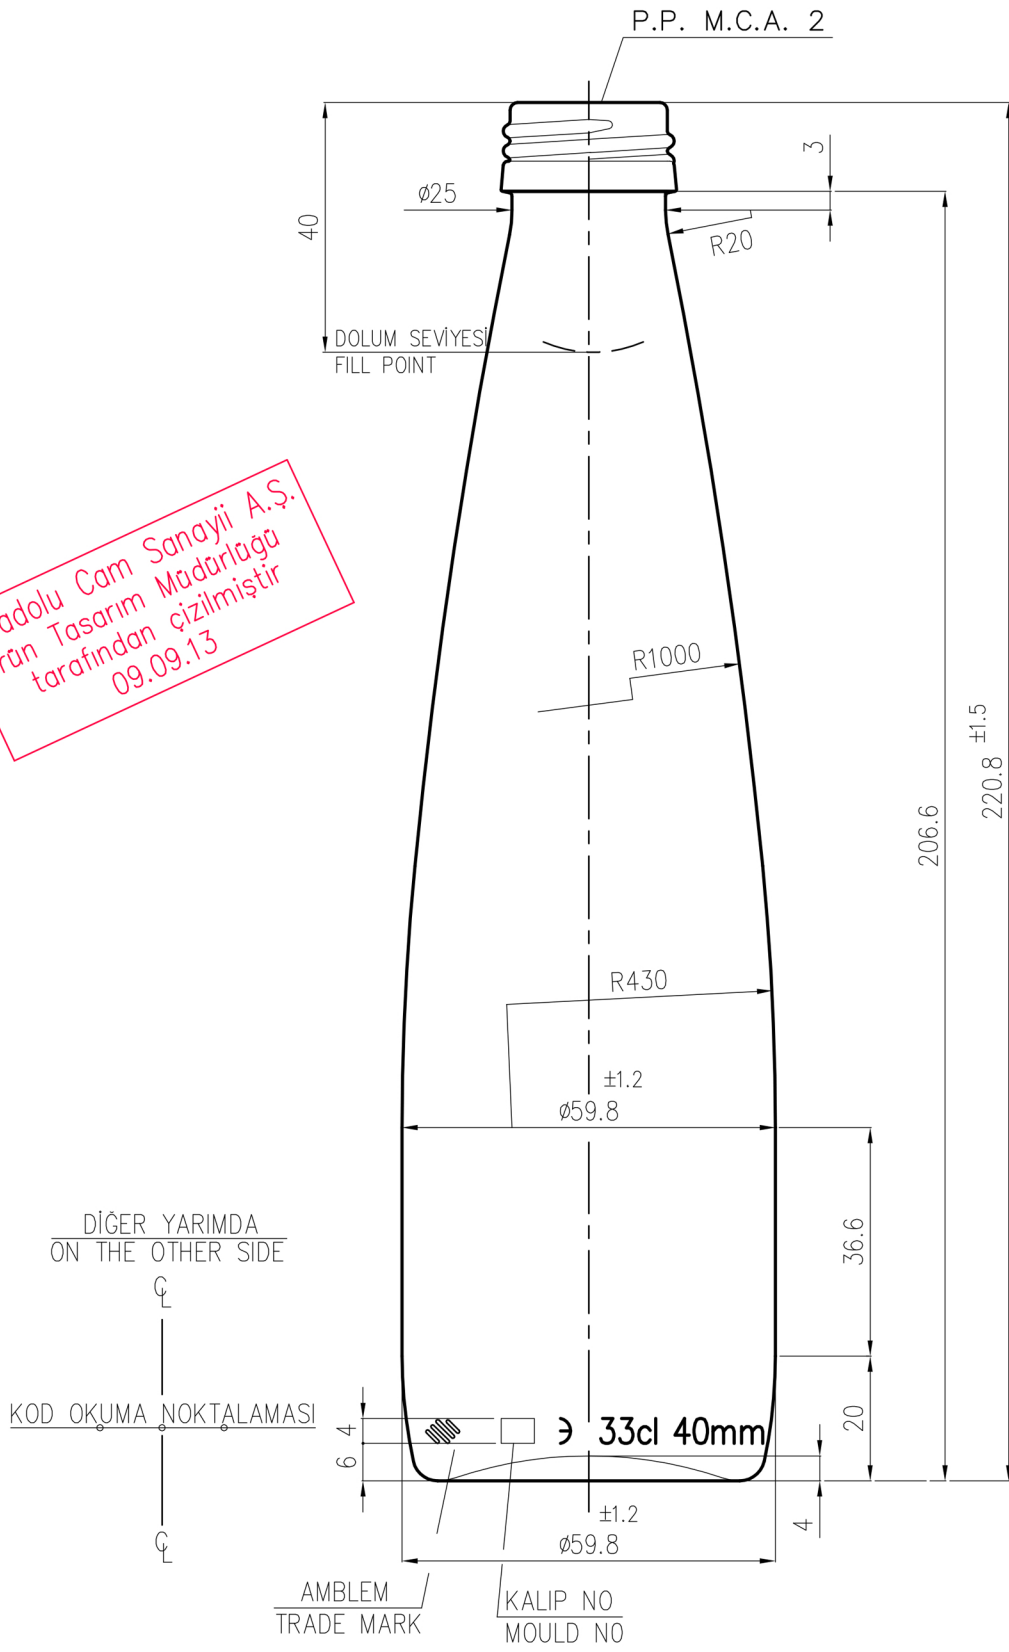 P.P. M.C.A. 2
3
ø25
40
R20
DOLUM SEVİYESİ
FILL POINT
adolu Cam Sanayii A.Ş.
rün Tasarım Müdürlüğü
tarafından çizilmiştir
09.09.13
R1000
±1.5
220.8
206.6
R430
±1.2
ø59.8
DİĞER YARIMDA
ON THE OTHER SIDE
36.6
KOD OKUMA NOKTALAMASI
4
6
33cl 40mm
20
4
±1.2
ø59.8
AMBLEM
TRADE MARK
KALIP NO
MOULD NO